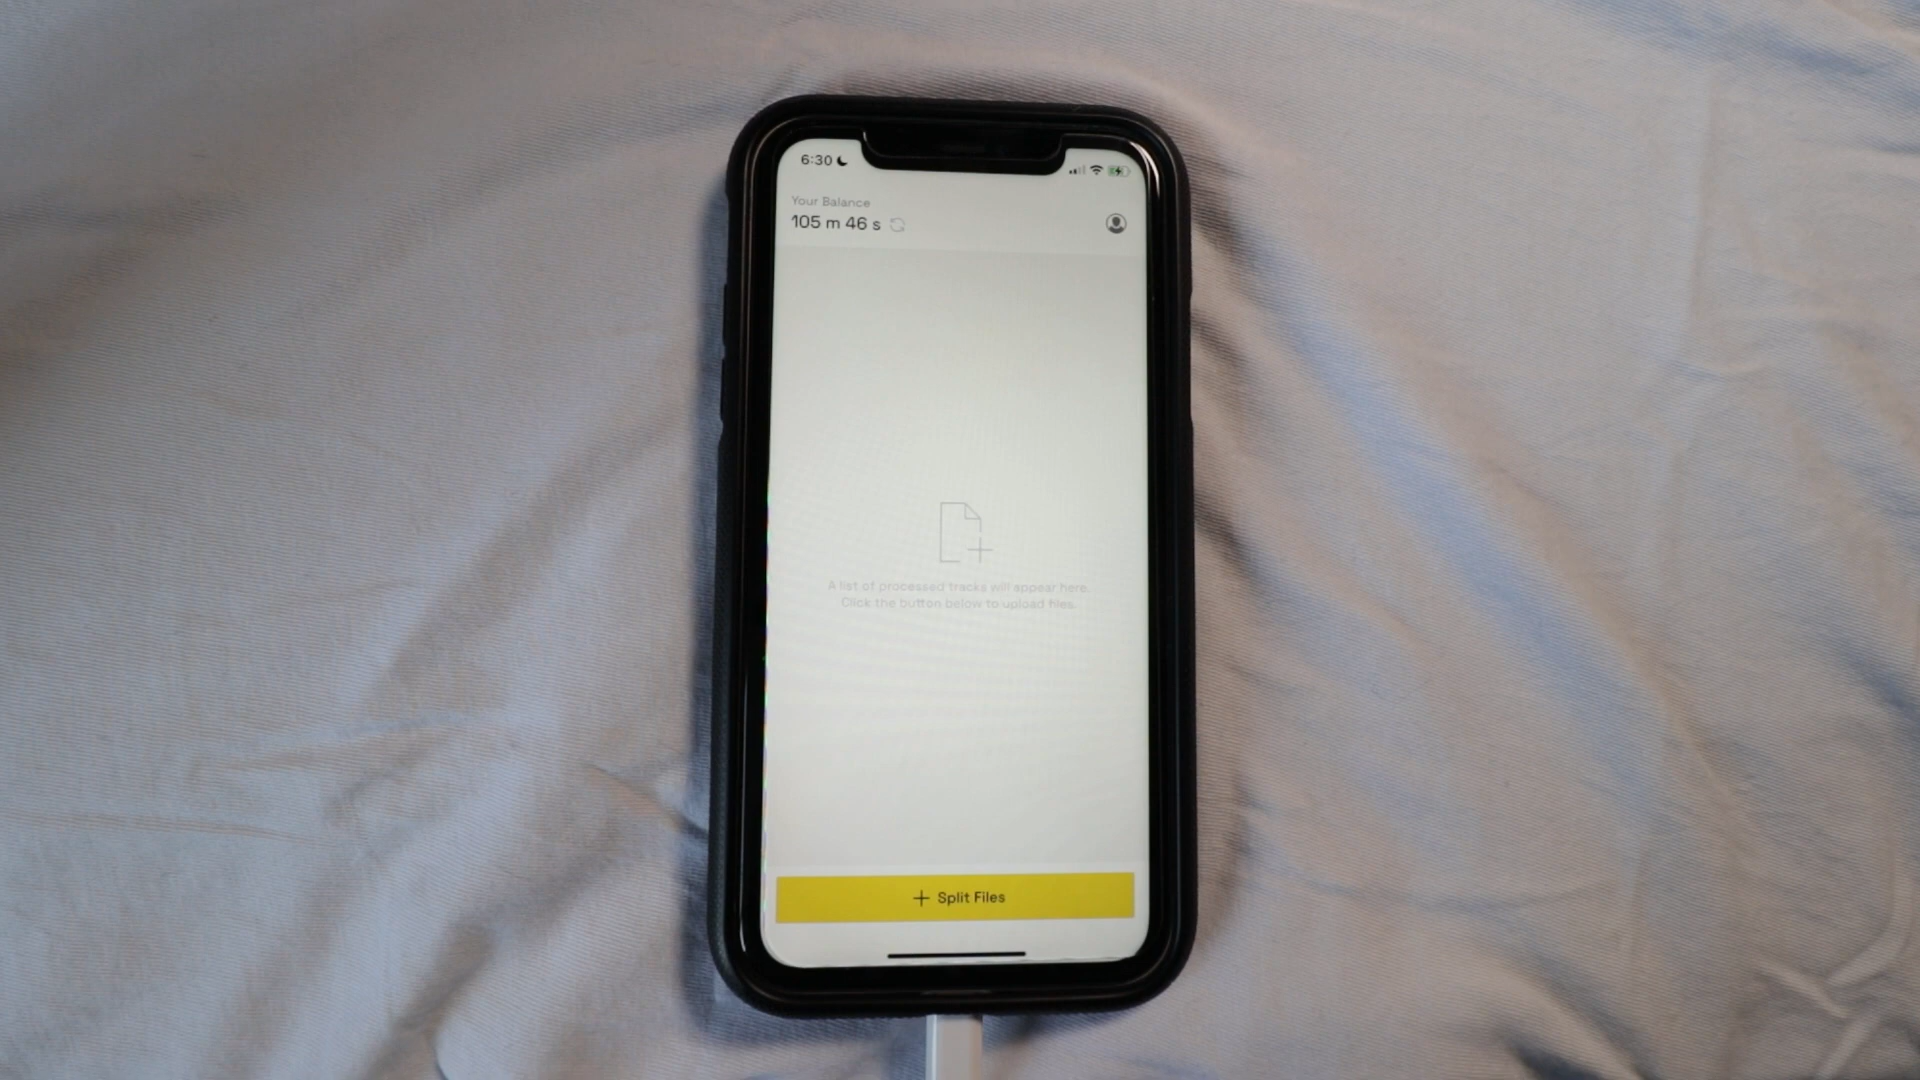 6:30
Your Balance
105 m 46 s
A list of processed tracks will appear here.
Click the button below to upload files.
+ Split Files